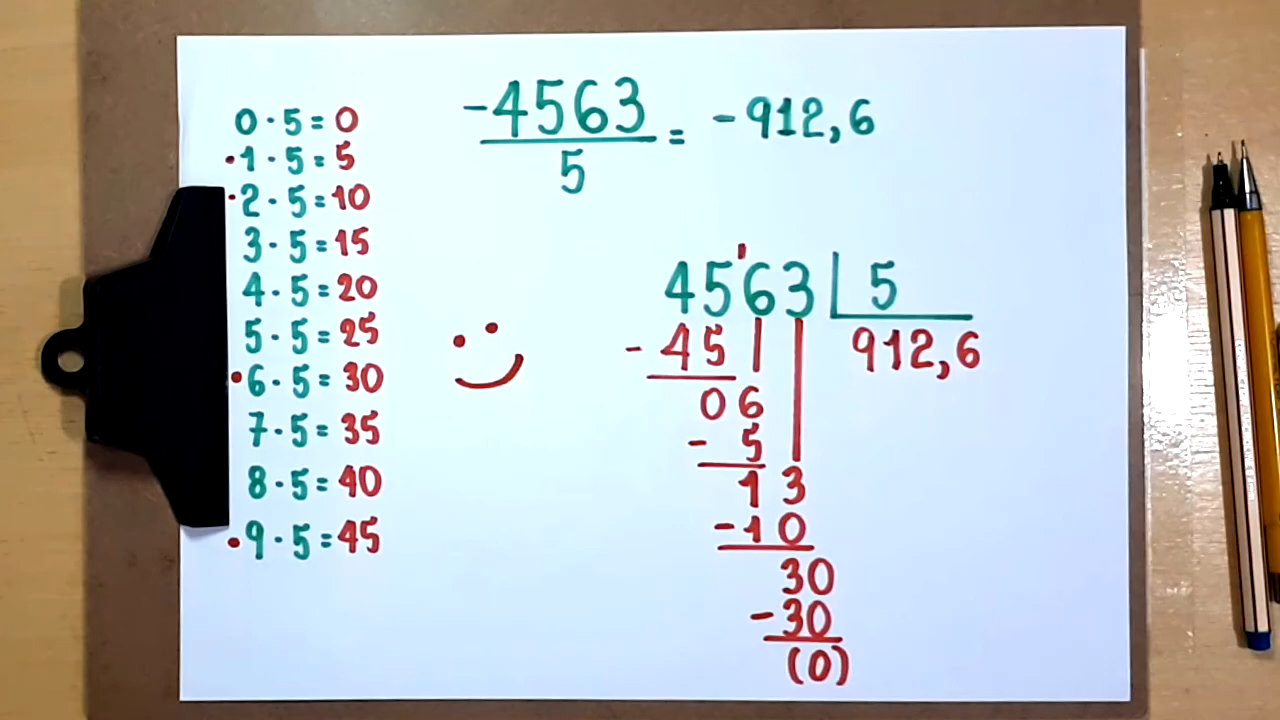 0 · 5 = 0
· 1 · 5 = 5
· 2 · 5 = 10
3 · 5 = 15
4 · 5 = 20
5 · 5 = 25
· 6 · 5 = 30
7 · 5 = 35
8 · 5 = 40
· 9 · 5 = 45
-4563
5
= -912,6
45'63 | 5
- 45 912,6
06
- 5
13
-10
30
-30
(0)